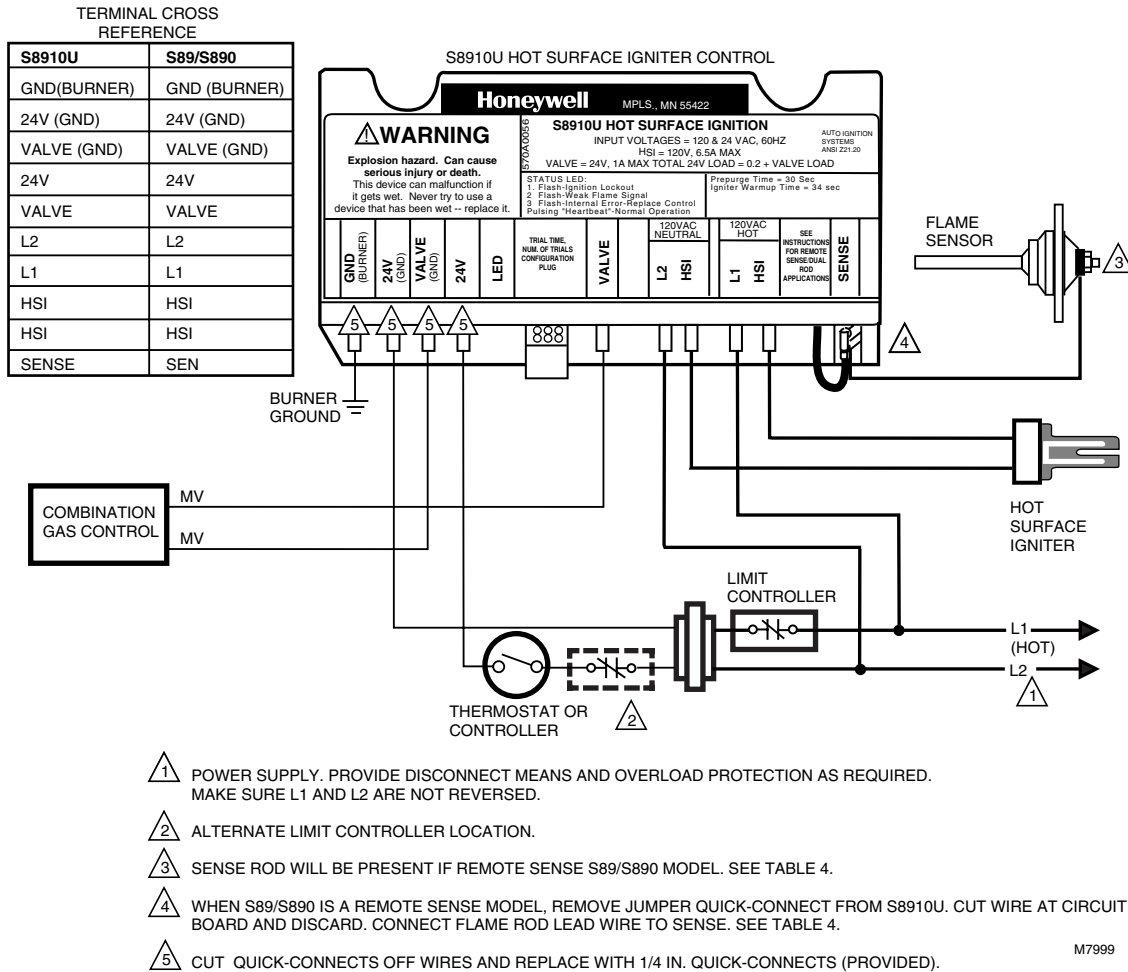 TERMINAL CROSS
REFERENCE
S8910U S89/S890
GND(BURNER) GND (BURNER)
24V (GND) 24V (GND)
VALVE (GND) VALVE (GND)
24V 24V
VALVE VALVE
L2 L2
L1 L1
HSI HSI
HSI HSI
SENSE SEN
S8910U HOT SURFACE IGNITER CONTROL
Honeywell MPLS., MN 55422
⚠WARNING
Explosion hazard. Can cause
serious injury or death.
This device can malfunction if
it gets wet. Never try to use a
device that has been wet -- replace it.
570A0056
S8910U HOT SURFACE IGNITION
INPUT VOLTAGES = 120 & 24 VAC, 60HZ
HSI = 120V, 6.5A MAX
VALVE = 24V, 1A MAX TOTAL 24V LOAD = 0.2 + VALVE LOAD
AUTO IGNITION
SYSTEMS
ANSI Z21.20
STATUS LED:
1. Flash-Ignition Lockout
2 Flash-Weak Flame Signal
3 Flash-Internal Error-Replace Control
Pulsing "Heartbeat"-Normal Operation
Prepurge Time = 30 Sec
Igniter Warmup Time = 34 sec
GND
(BURNER)
24V
(GND)
VALVE
(GND)
24V
LED
TRIAL TIME,
NUM. OF TRIALS
CONFIGURATION
PLUG
VALVE
120VAC
NEUTRAL
L2
HSI
120VAC
HOT
L1
HSI
SEE
INSTRUCTIONS
FOR REMOTE
SENSE/DUAL
ROD
APPLICATIONS
SENSE
5 5 5 5
4
FLAME
SENSOR
3
BURNER
GROUND
COMBINATION
GAS CONTROL
MV
MV
HOT
SURFACE
IGNITER
LIMIT
CONTROLLER
L1
(HOT)
L2
1
THERMOSTAT OR
CONTROLLER
2
1 POWER SUPPLY. PROVIDE DISCONNECT MEANS AND OVERLOAD PROTECTION AS REQUIRED.
MAKE SURE L1 AND L2 ARE NOT REVERSED.
2 ALTERNATE LIMIT CONTROLLER LOCATION.
3 SENSE ROD WILL BE PRESENT IF REMOTE SENSE S89/S890 MODEL. SEE TABLE 4.
4 WHEN S89/S890 IS A REMOTE SENSE MODEL, REMOVE JUMPER QUICK-CONNECT FROM S8910U. CUT WIRE AT CIRCUIT
BOARD AND DISCARD. CONNECT FLAME ROD LEAD WIRE TO SENSE. SEE TABLE 4.
5 CUT QUICK-CONNECTS OFF WIRES AND REPLACE WITH 1/4 IN. QUICK-CONNECTS (PROVIDED).
M7999